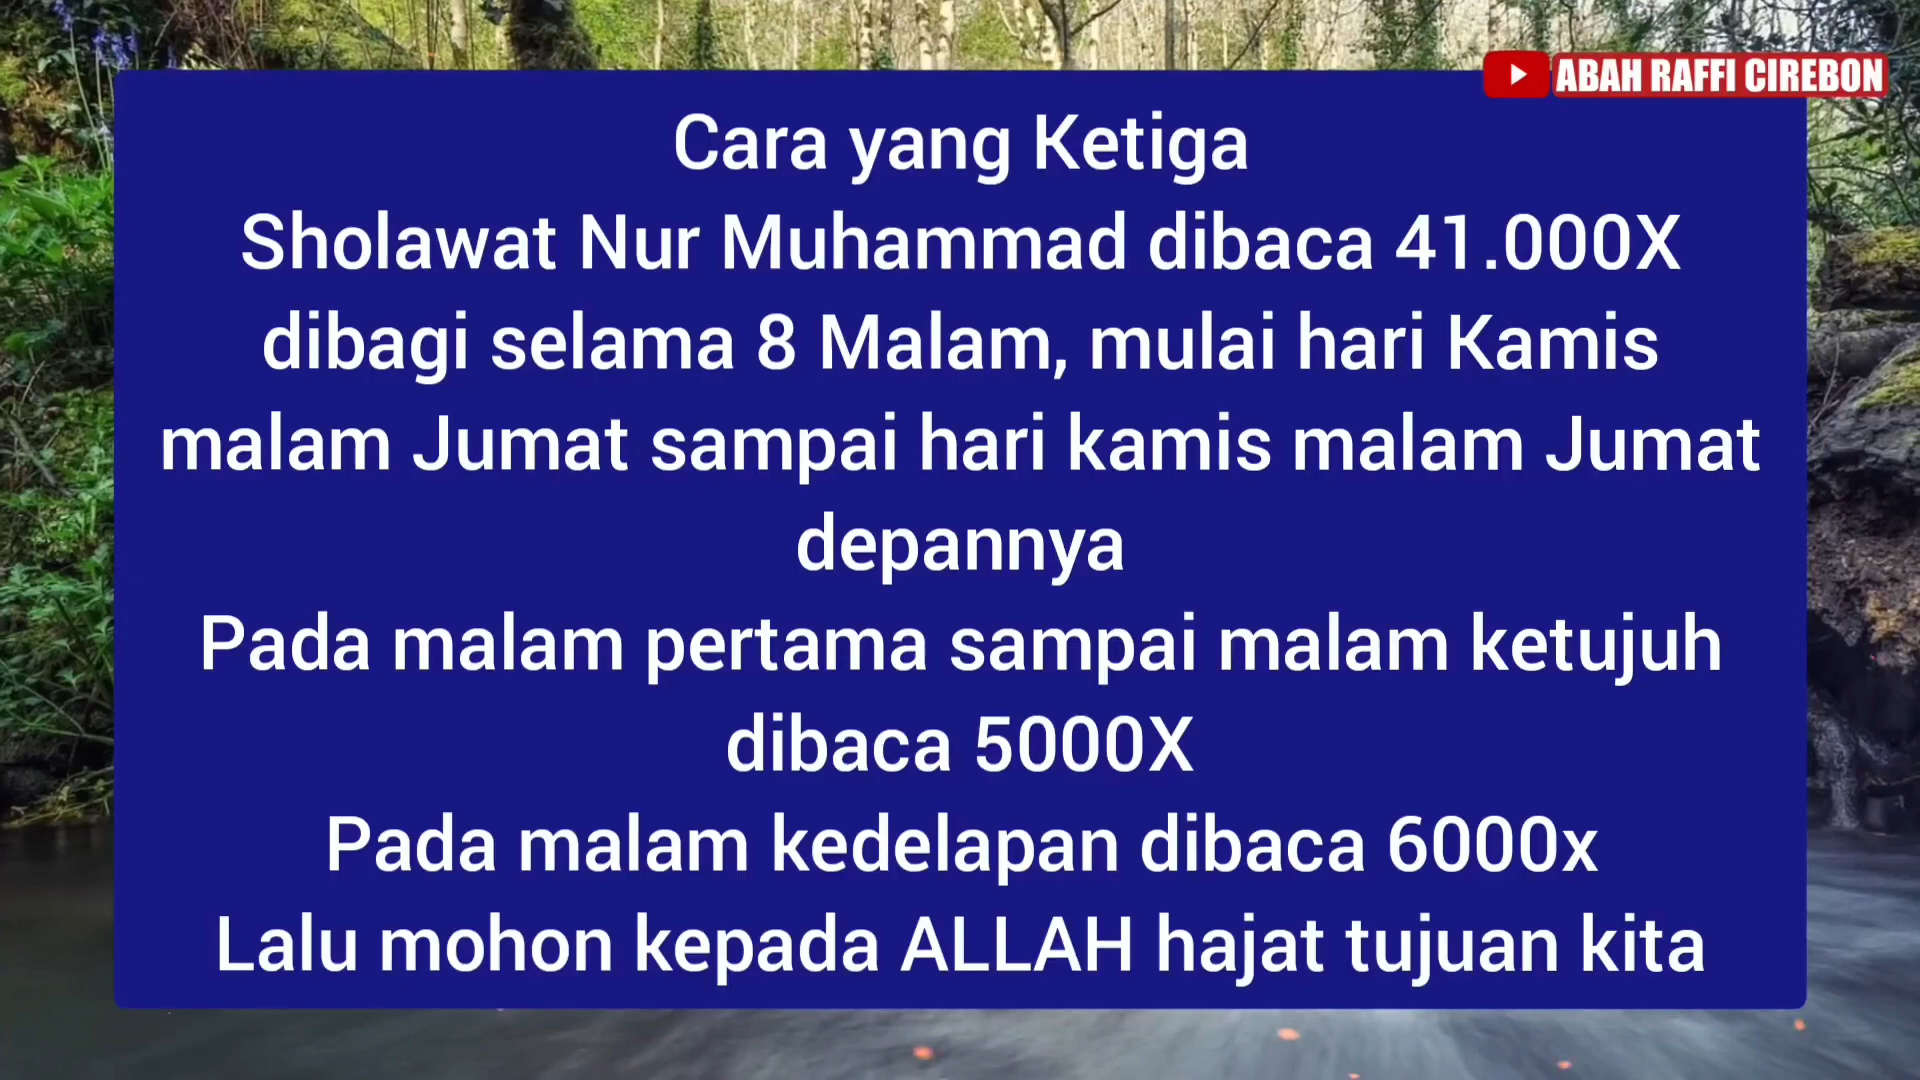 ABAH RAFFI CIREBON
Cara yang Ketiga
Sholawat Nur Muhammad dibaca 41.000X
dibagi selama 8 Malam, mulai hari Kamis
malam Jumat sampai hari kamis malam Jumat
depannya
Pada malam pertama sampai malam ketujuh
dibaca 5000X
Pada malam kedelapan dibaca 6000x
Lalu mohon kepada ALLAH hajat tujuan kita